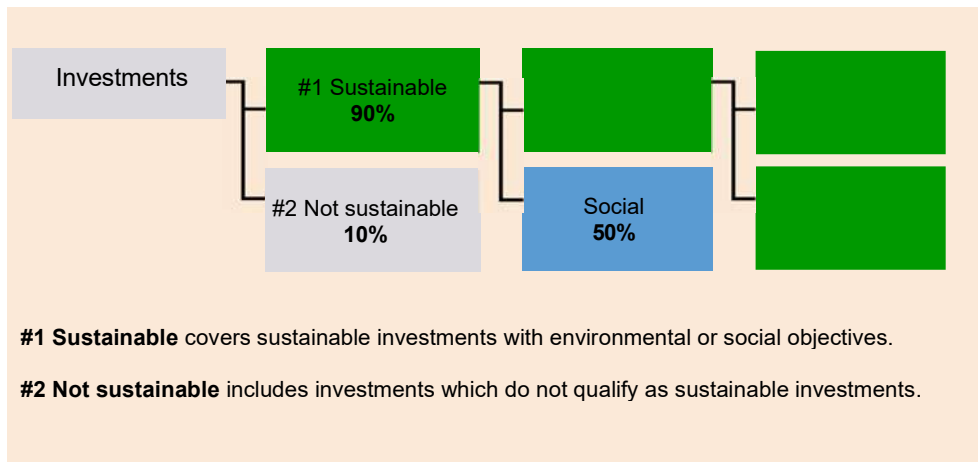 Investments
#1 Sustainable
90%
#2 Not sustainable
10%
Social
50%
#1 Sustainable covers sustainable investments with environmental or social objectives.
#2 Not sustainable includes investments which do not qualify as sustainable investments.